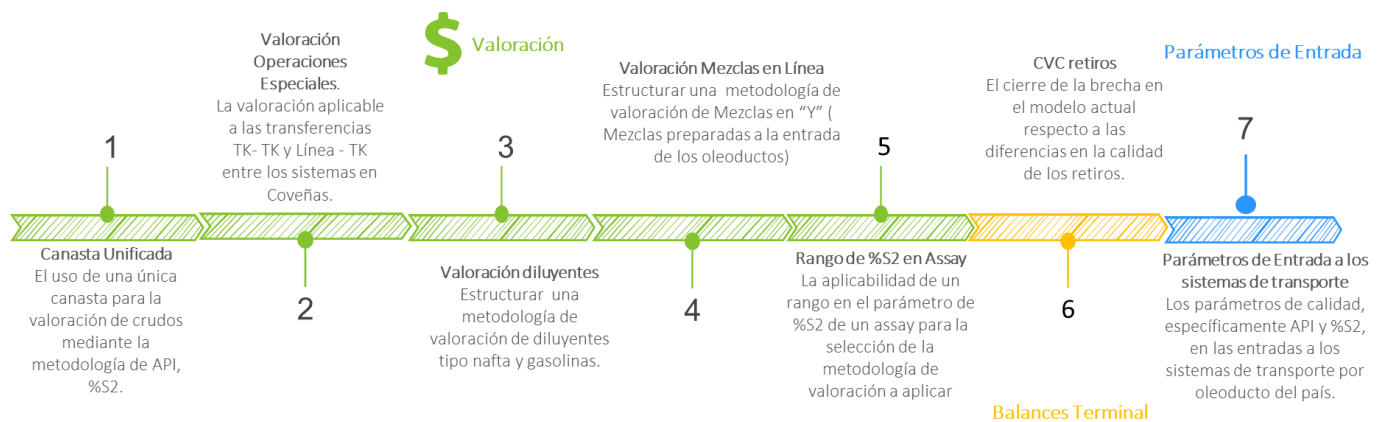 $ Valoración
Parámetros de Entrada
1
Canasta Unificada
El uso de una única
canasta para la
valoración de crudos
mediante la
metodología de API,
%S2.
Valoración
Operaciones
Especiales.
La valoración aplicable
a las transferencias
TK- TK y Línea - TK
entre los sistemas en
Coveñas.
2
3
Valoración diluyentes
Estructurar una
metodología de
valoración de diluyentes
tipo nafta y gasolinas.
Valoración Mezclas en Línea
Estructurar una metodología de
valoración de Mezclas en “Y” (
Mezclas preparadas a la entrada
de los oleoductos)
4
5
Rango de %S2 en Assay
La aplicabilidad de un
rango en el parámetro de
%S2 de un assay para la
selección de la
metodología de
valoración a aplicar
CVC retiros
El cierre de la brecha en
el modelo actual
respecto a las
diferencias en la calidad
de los retiros.
6
Balances Terminal
7
Parámetros de Entrada a los
sistemas de transporte
Los parámetros de calidad,
específicamente API y %S2,
en las entradas a los
sistemas de transporte por
oleoducto del país.